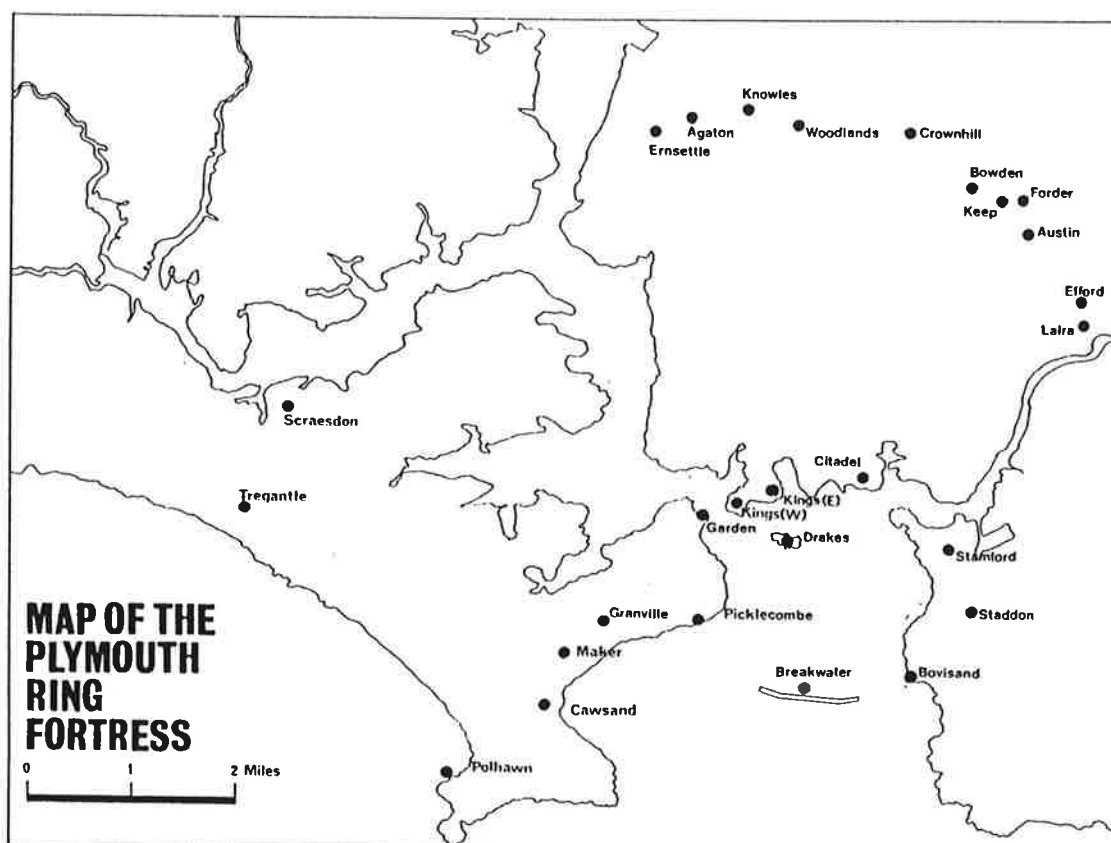 Knowles
Agaton
Woodlands
Crownhill
Ernsettle
Bowden
Forder
Keep
Austin
Efford
Laira
Scraesdon
Citadel
Tregantle
Kings(E)
Kings(W)
Garden
Drakes
Stamford
Granville
Picklecombe
Staddon
Maker
Breakwater
Bovisand
Cawsand
Polhawn
MAP OF THE
PLYMOUTH
RING
FORTRESS
0 1 2 Miles